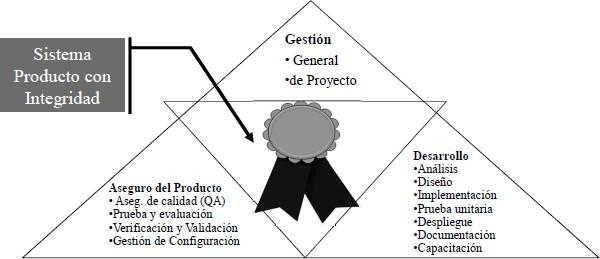 Sistema
Producto con
Integridad
Gestión
• General
•de Proyecto
Aseguro del Producto
• Aseg. de calidad (QA)
•Prueba y evaluación
•Verificación y Validación
•Gestión de Configuración
Desarrollo
•Análisis
•Diseño
•Implementación
•Prueba unitaria
•Despliegue
•Documentación
•Capacitación